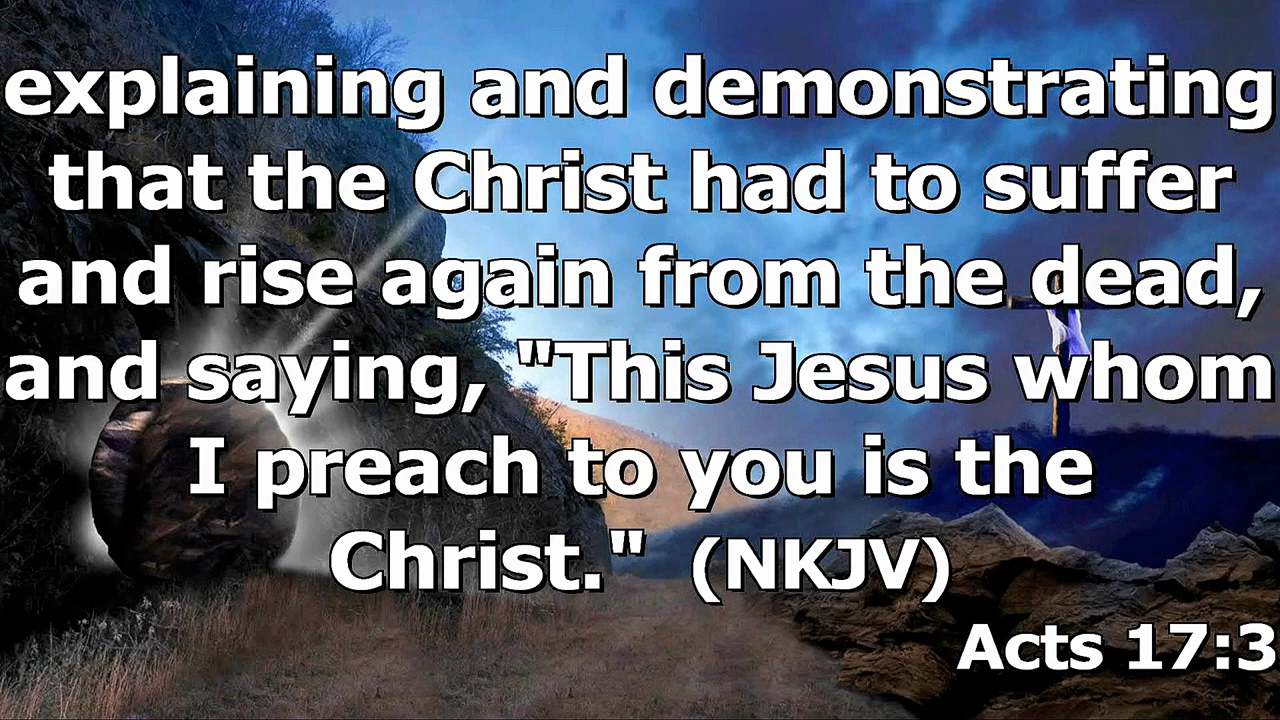 explaining and demonstrating
that the Christ had to suffer
and rise again from the dead,
and saying, "This Jesus whom
I preach to you is the
Christ."  (NKJV)
Acts 17:3